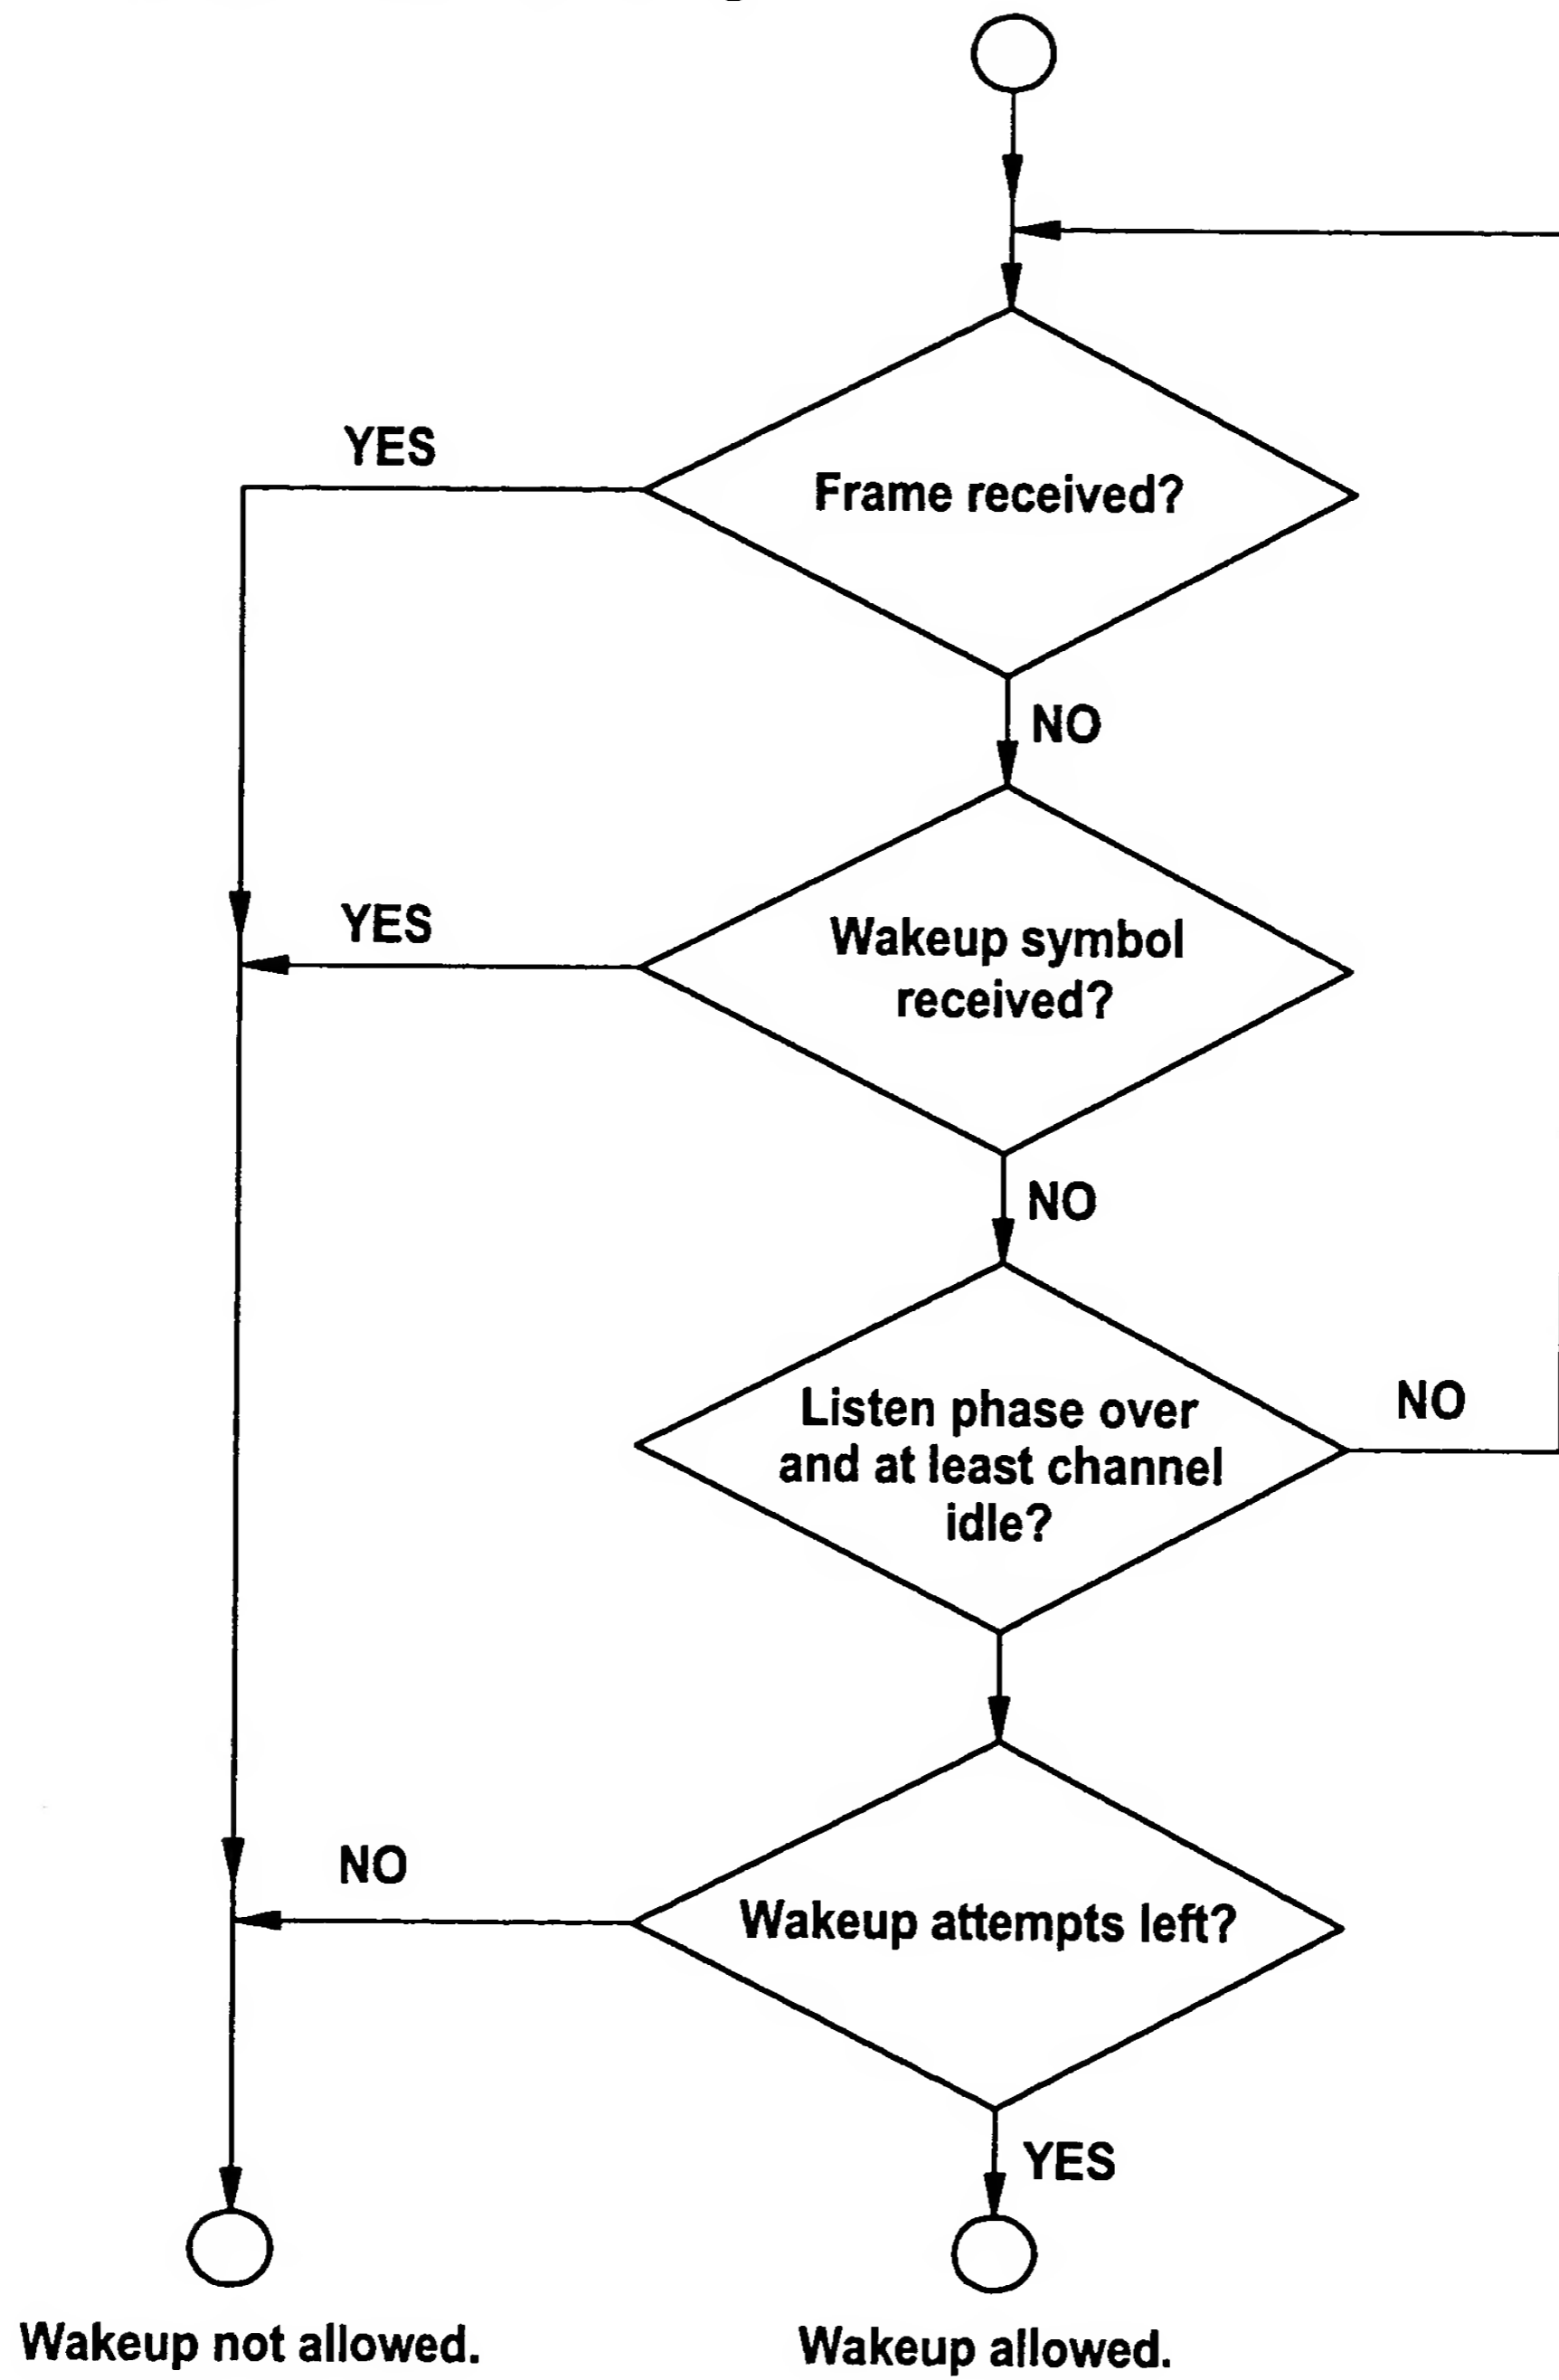 YES
Frame received?
NO
YES
Wakeup symbol
received?
NO
Listen phase over
and at least channel
idle?
NO
NO
Wakeup attempts left?
YES
Wakeup not allowed.
Wakeup allowed.